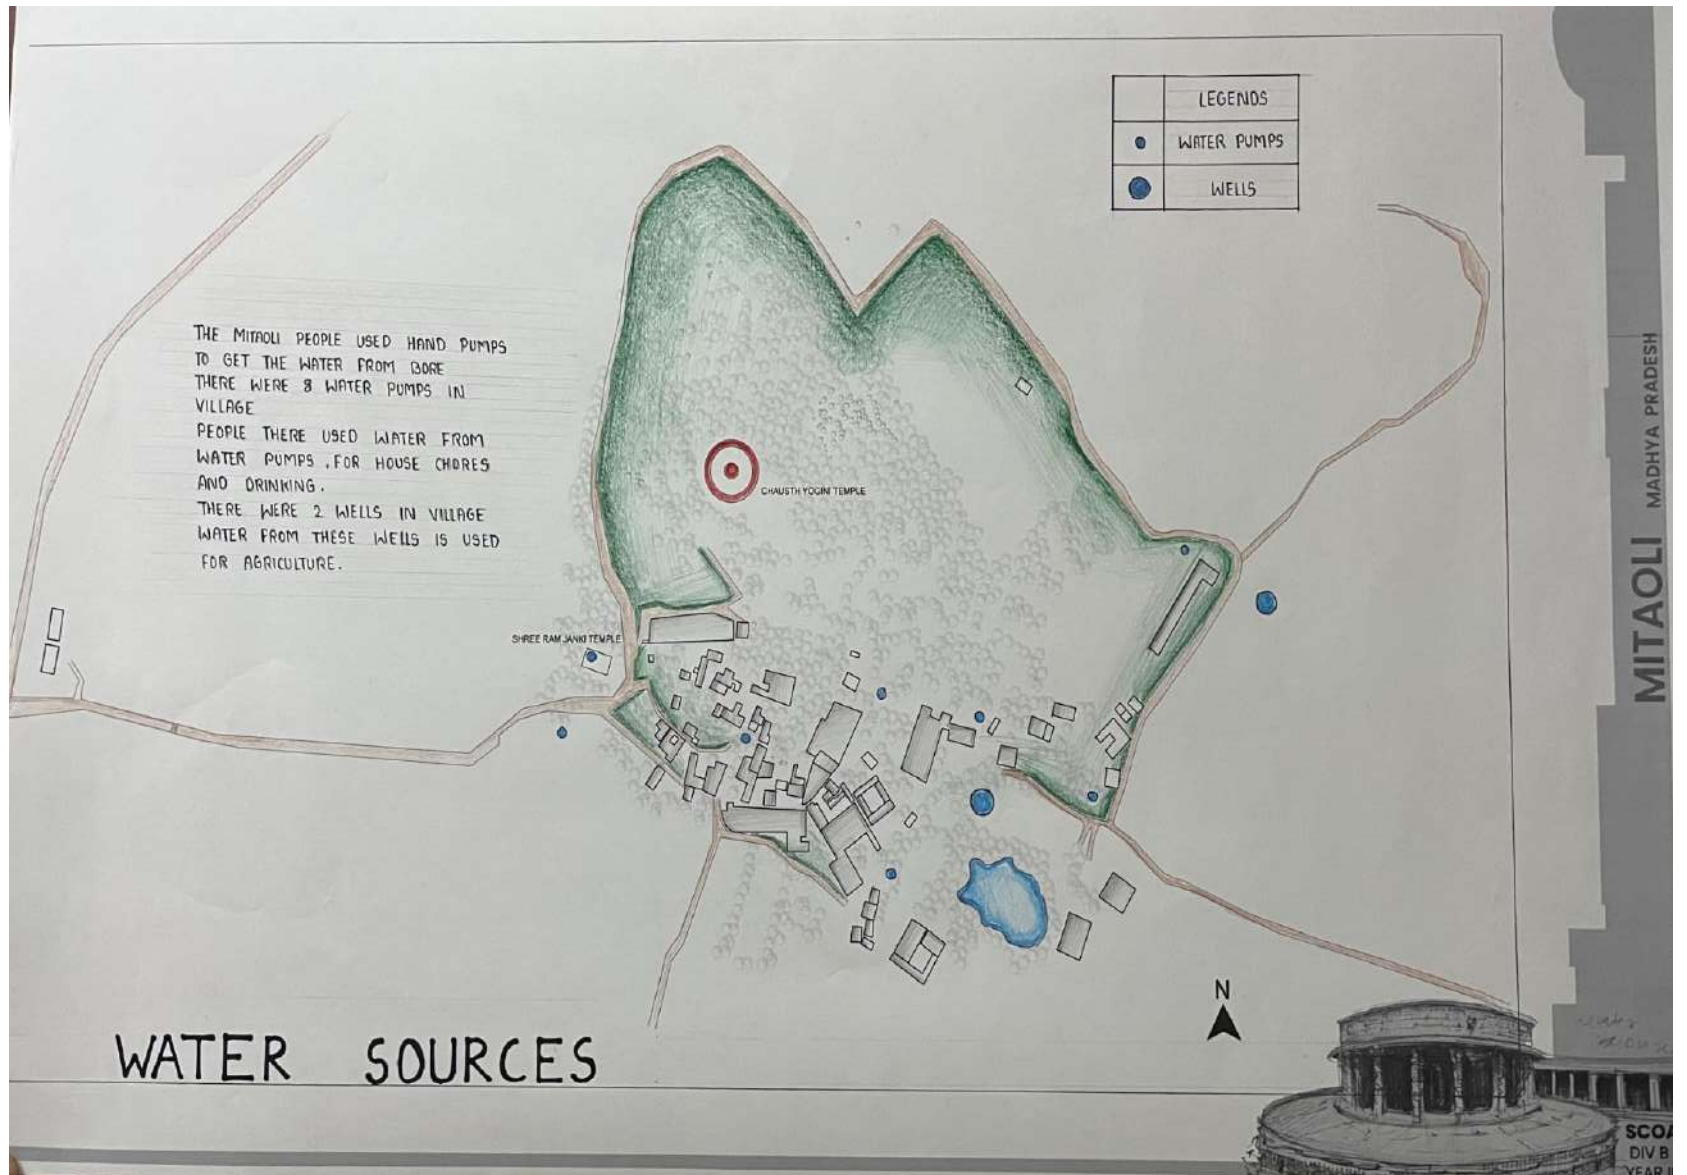 LEGENDS
WATER PUMPS
WELLS
THE MITAOLI PEOPLE USED HAND PUMPS
TO GET THE WATER FROM BORE
THERE WERE 8 WATER PUMPS IN
VILLAGE
PEOPLE THERE USED WATER FROM
WATER PUMPS , FOR HOUSE CHORES
AND DRINKING.
THERE WERE 2 WELLS IN VILLAGE
WATER FROM THESE WELLS IS USED
FOR AGRICULTURE.
CHAUSTH YOGINI TEMPLE
SHREE RAM JANKI TEMPLE
MITAOLI MADHYA PRADESH
N
WATER SOURCES
SCOA
DIV B
YEAR